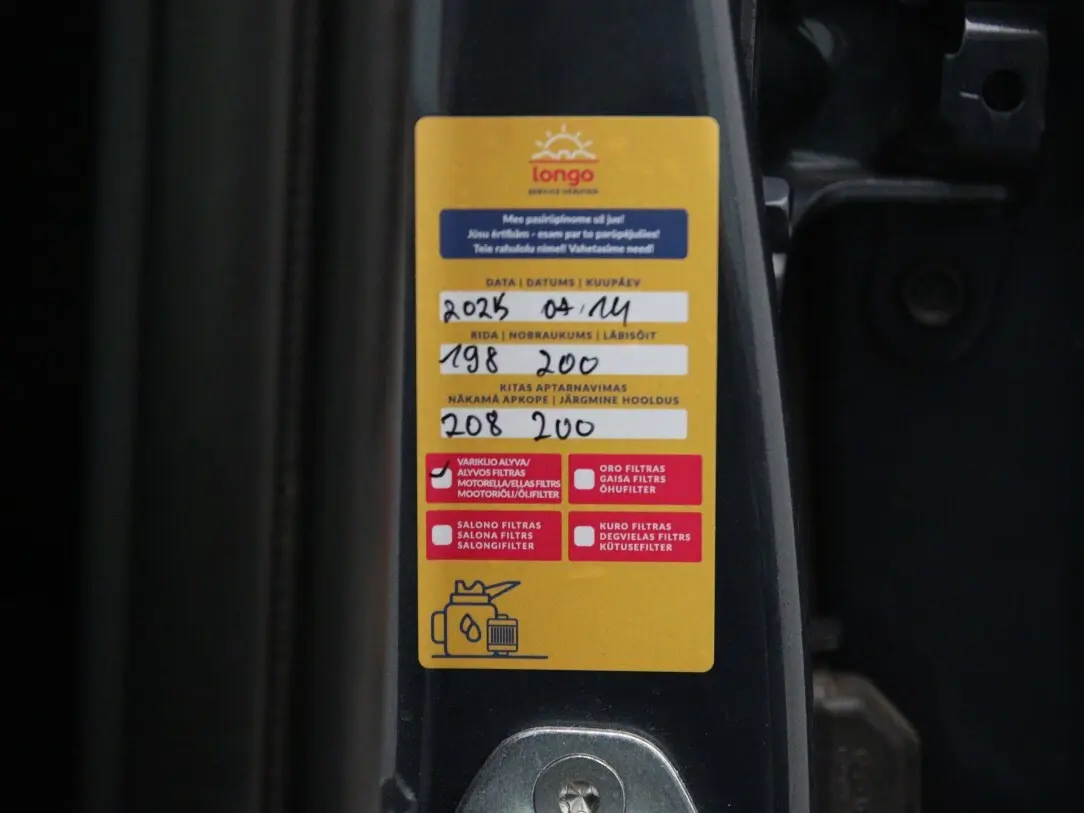 longo
SERVICE VERIFIED
Mes pasirūpinome už jus!
Jūsu ērtībām - esam par to parūpējušies!
Teie rahulolu nimel! Vahetasime need!
DATA | DATUMS | KUUPÄEV
2025 04.14
RIDA | NOBRAUKUMS | LÄBISÕIT
198 200
KITAS APTARNAVIMAS
NĀKAMĀ APKOPE | JÄRGMINE HOOLDUS
208 200
VARIKLIO ALYVA/
ALYVOS FILTRAS
MOTOREĻĻA/EĻĻAS FILTRS
MOOTORIÕLI/ÕLIFILTER
ORO FILTRAS
GAISA FILTRS
ÕHUFILTER
SALONO FILTRAS
SALONA FILTRS
SALONGIFILTER
KURO FILTRAS
DEGVIELAS FILTRS
KÜTUSEFILTER